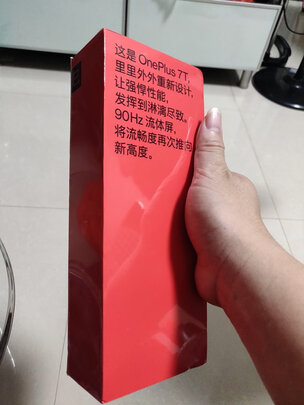 这是 OnePlus 7T,
里里外外重新设计,
让强悍性能,
发挥到淋漓尽致。
90Hz 流体屏,
将流畅度再次推向
新高度。